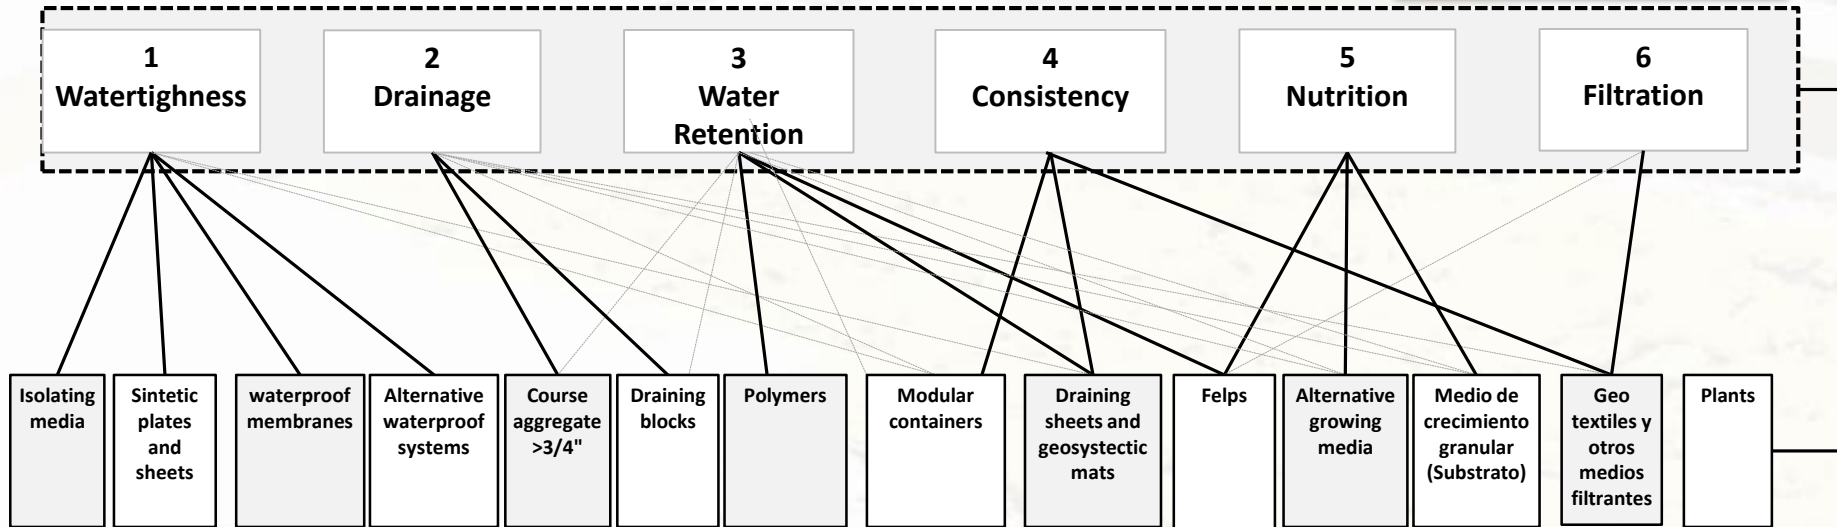 1
Watertighness
2
Drainage
3
Water
Retention
4
Consistency
5
Nutrition
6
Filtration
Isolating
media
Sintetic
plates
and
sheets
waterproof
membranes
Alternative
waterproof
systems
Course
aggregate
>3/4"
Draining
blocks
Polymers
Modular
containers
Draining
sheets and
geosystectic
mats
Felps
Alternative
growing
media
Medio de
crecimiento
granular
(Substrato)
Geo
textiles y
otros
medios
filtrantes
Plants